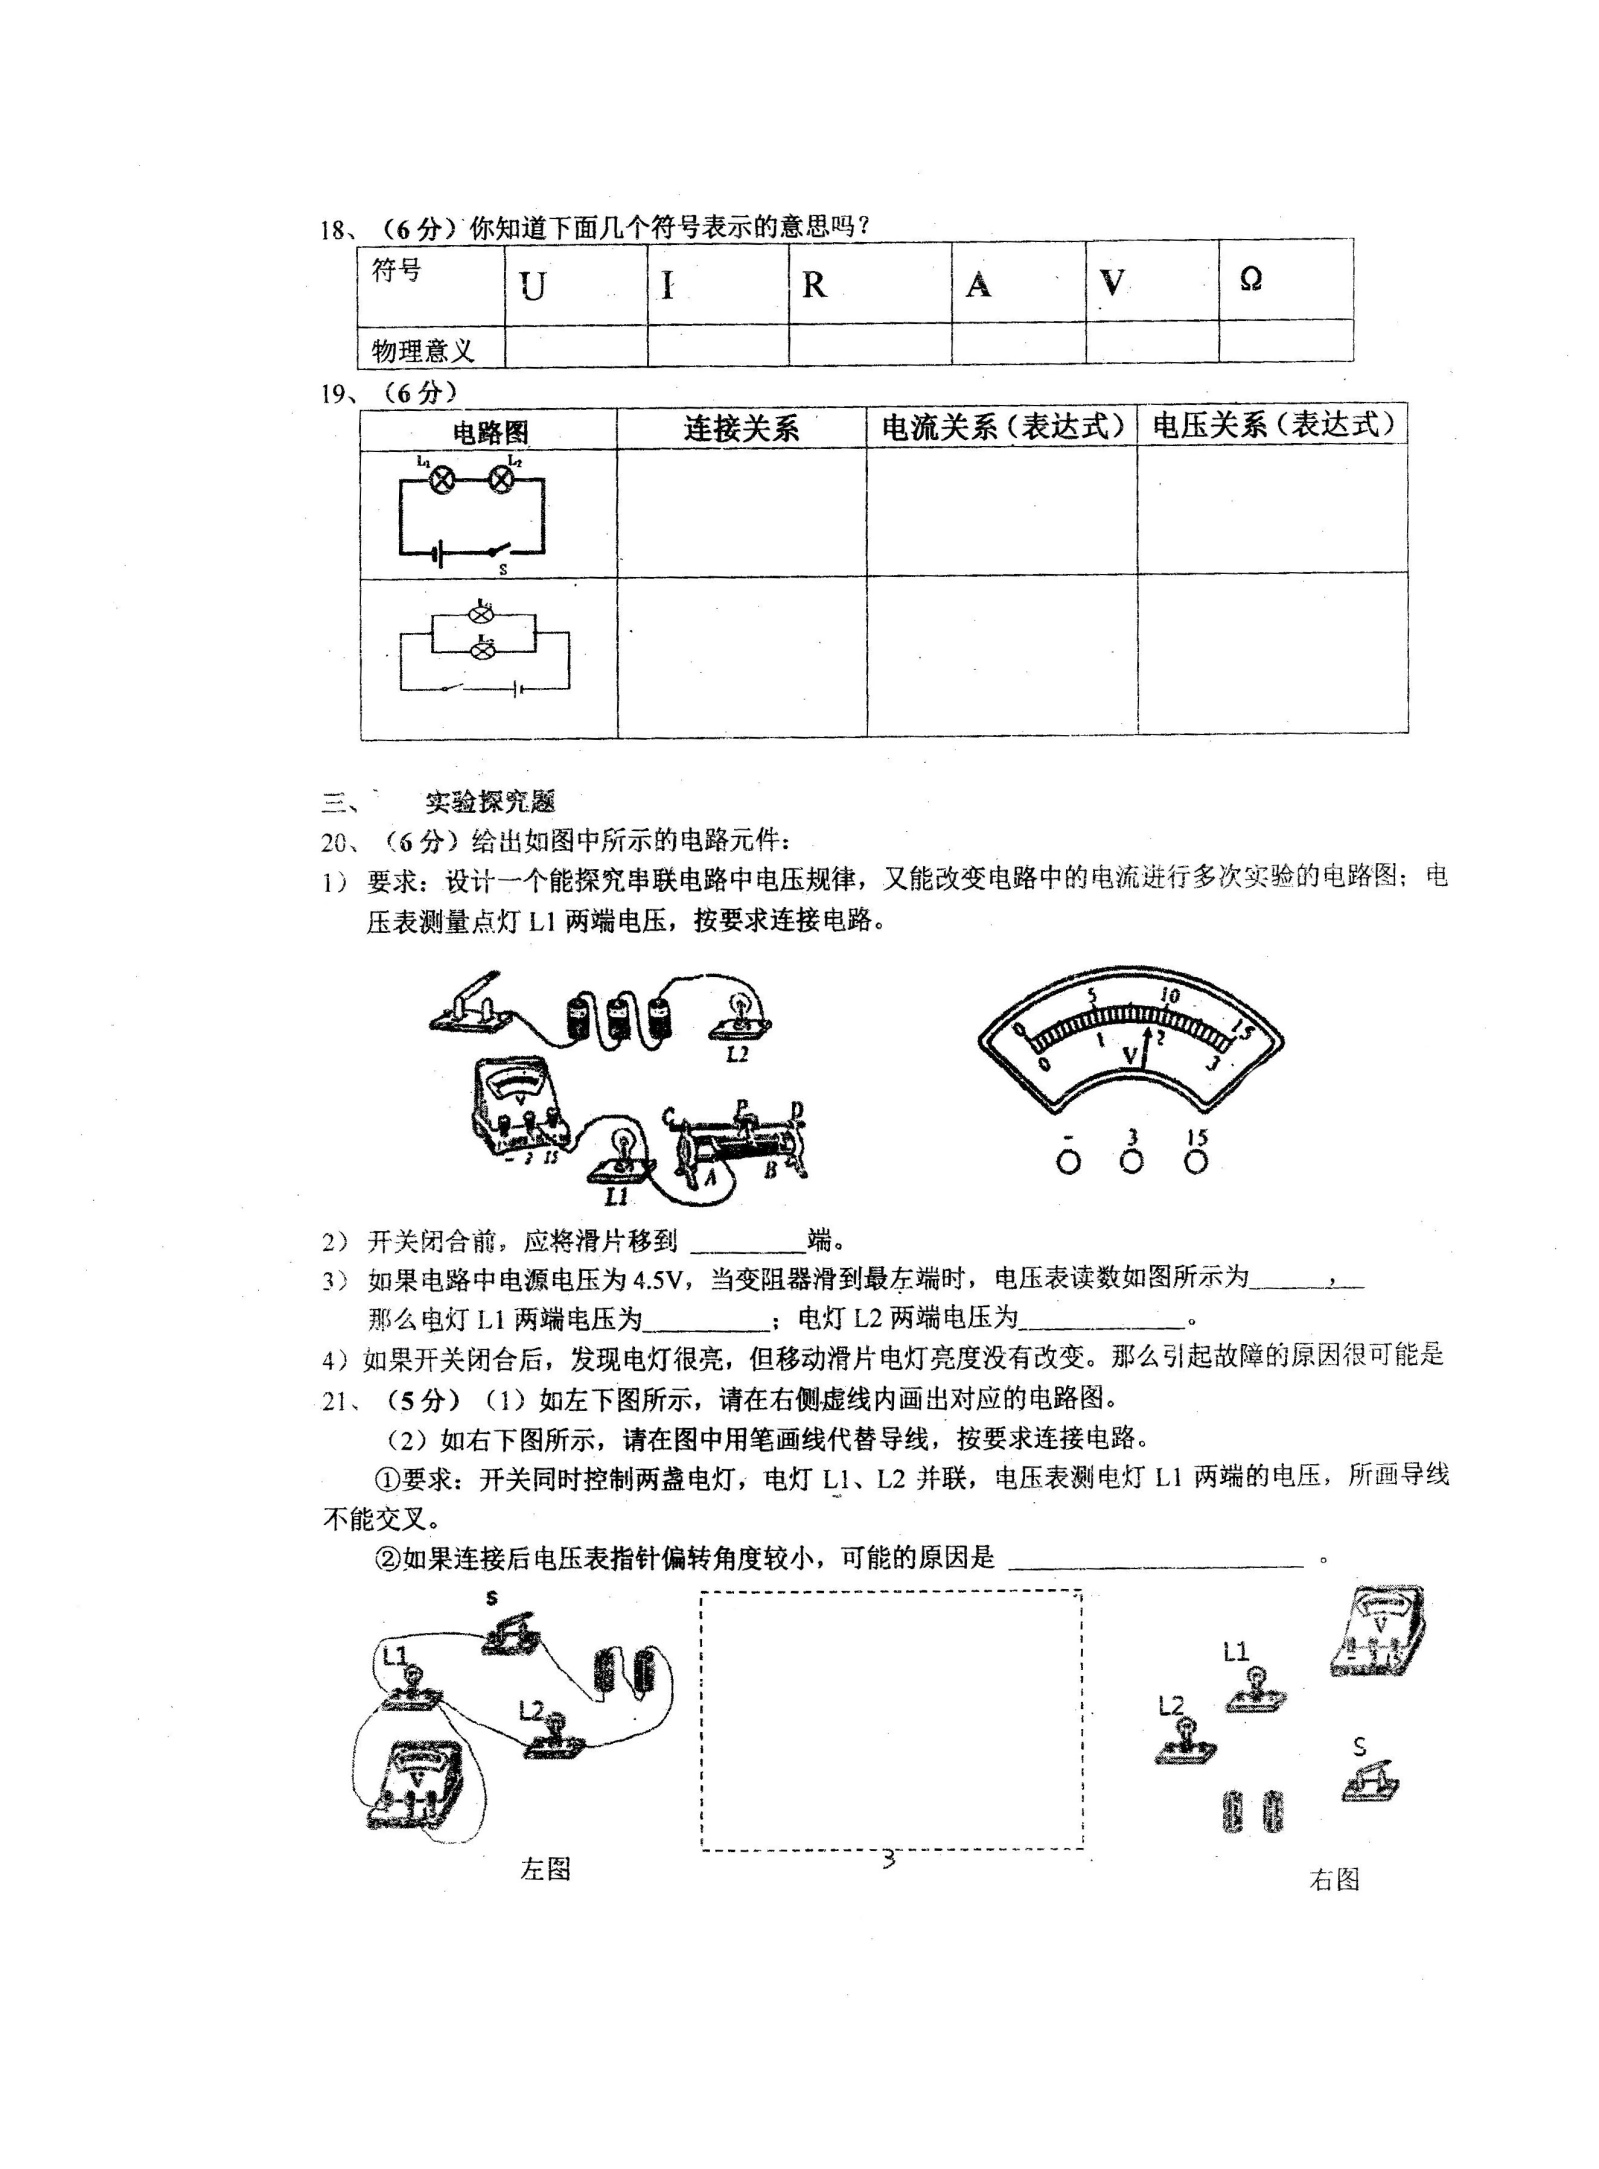 18、（6 分）你知道下面几个符号表示的意思吗？
符号 U I R A V Ω
物理意义
19、（6 分）
电路图 连接关系 电流关系（表达式） 电压关系（表达式）
L1 L2
S
L1
L2
三、 实验探究题
20、（6 分）给出如图中所示的电路元件：
1） 要求：设计一个能探究串联电路中电压规律，又能改变电路中的电流进行多次实验的电路图；电
压表测量点灯 L1 两端电压，按要求连接电路。
L2
V
- 3 15
L1
C P D
A B
0 5 10 15
0 1 2 3
V
- 3 15
2） 开关闭合前，应将滑片移到 ________端。
3） 如果电路中电源电压为 4.5V，当变阻器滑到最左端时，电压表读数如图所示为______，__
那么电灯 L1 两端电压为_________；电灯 L2 两端电压为____________。
4）如果开关闭合后，发现电灯很亮，但移动滑片电灯亮度没有改变。那么引起故障的原因很可能是
21、（5 分）（1）如左下图所示，请在右侧虚线内画出对应的电路图。
（2）如右下图所示，请在图中用笔画线代替导线，按要求连接电路。
①要求：开关同时控制两盏电灯，电灯 L1、L2 并联，电压表测电灯 L1 两端的电压，所画导线
不能交叉。
②如果连接后电压表指针偏转角度较小，可能的原因是 ______________________ 。
S
L1
L2
V
左图
3
L1
L2
V
S
右图